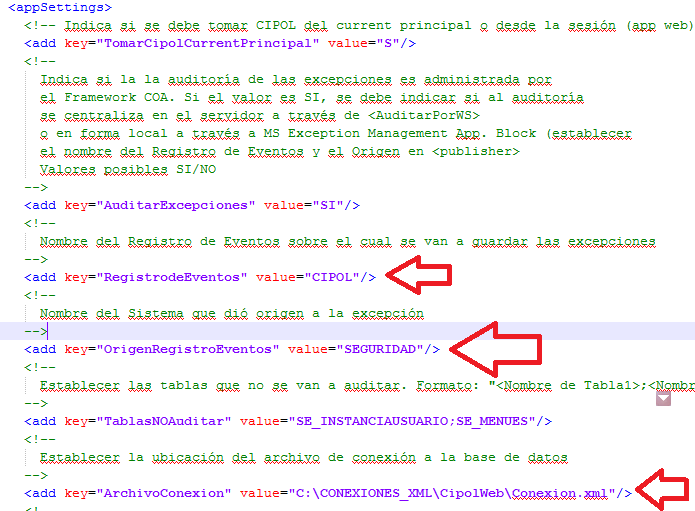 <appSettings>
<!-- Indica si se debe tomar CIPOL del current principal o desde la sesión (app web)
<add key="TomarCipolCurrentPrincipal" value="S"/>
<!--
Indica si la la auditoría de las excepciones es administrada por
el Framework COA. Si el valor es SI, se debe indicar si al auditoría
se centraliza en el servidor a través de <AuditarPorWS>
o en forma local a través a MS Exception Management App. Block (establecer
el nombre del Registro de Eventos y el Origen en <publisher>
Valores posibles SI/NO
-->
<add key="AuditarExcepciones" value="SI"/>
<!--
Nombre del Registro de Eventos sobre el cual se van a guardar las excepciones
-->
<add key="RegistrodeEventos" value="CIPOL"/>
<!--
Nombre del Sistema que dió origen a la excepción
-->
<add key="OrigenRegistroEventos" value="SEGURIDAD"/>
<!--
Establecer las tablas que no se van a auditar. Formato: "<Nombre de Tabla1>;<Nombr
-->
<add key="TablasNOAuditar" value="SE_INSTANCIAUSUARIO;SE_MENUES"/>
<!--
Establecer la ubicación del archivo de conexión a la base de datos
-->
<add key="ArchivoConexion" value="C:\CONEXIONES_XML\CipolWeb\Conexion.xml"/>